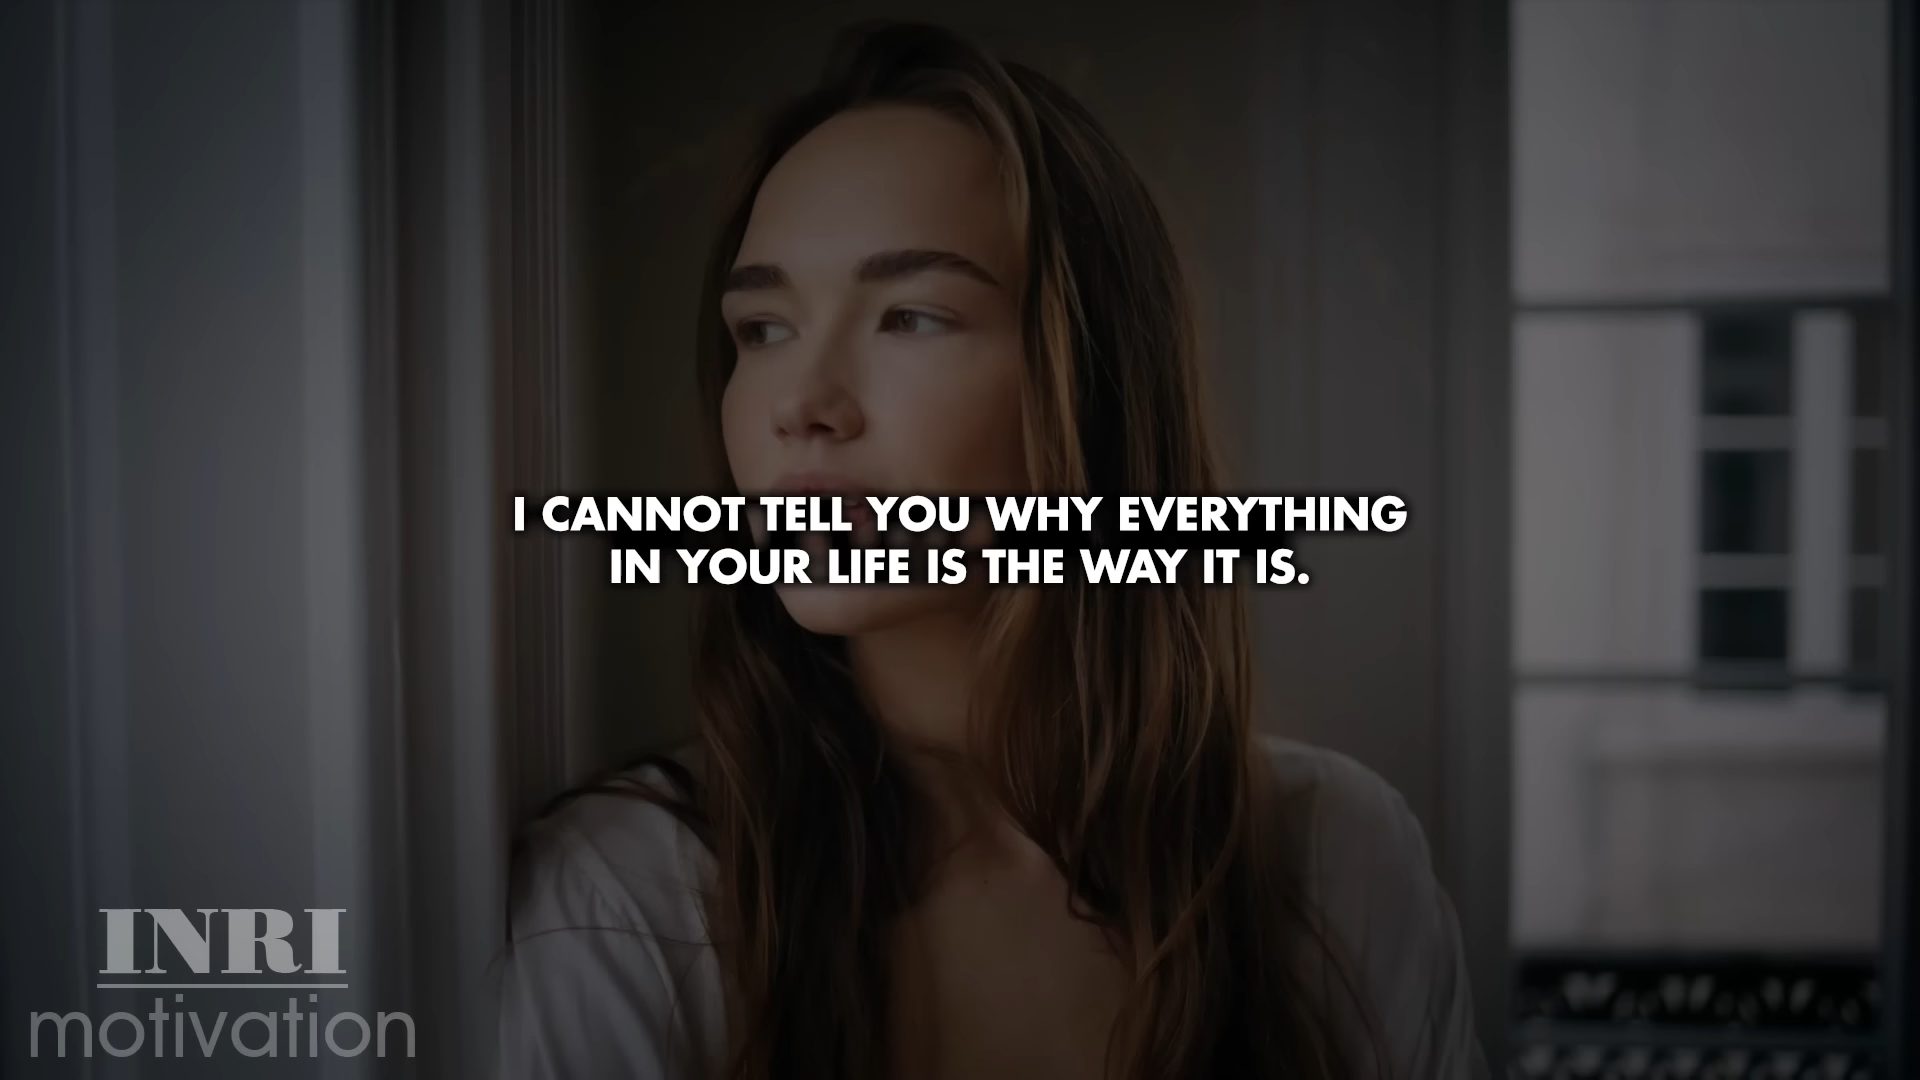 I CANNOT TELL YOU WHY EVERYTHING
IN YOUR LIFE IS THE WAY IT IS.
INRI
motivation